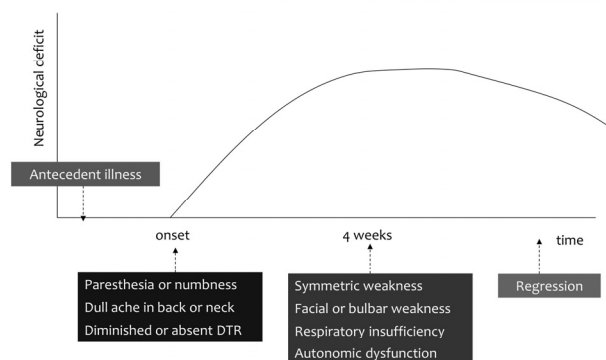 Neurological ceficit
Antecedent illness
onset
4 weeks
time
Paresthesia or numbness
Dull ache in back or neck
Diminished or absent DTR
Symmetric weakness
Facial or bulbar weakness
Respiratory insufficiency
Autonomic dysfunction
Regression